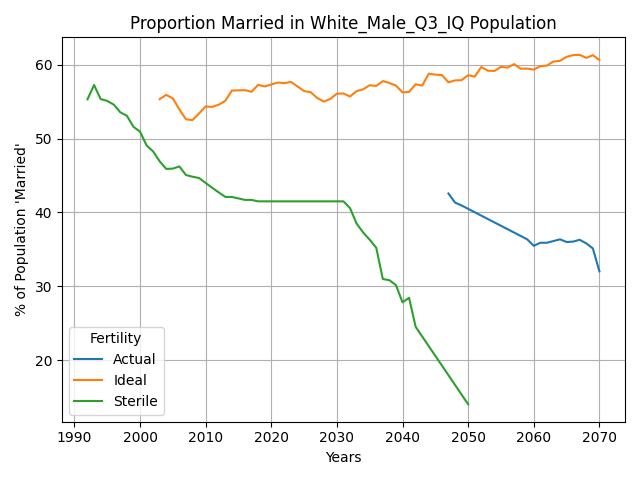 Proportion Married in White_Male_Q3_IQ Population
% of Population 'Married'
60
50
40
30
20
Fertility
Actual
Ideal
Sterile
1990 2000 2010 2020 2030 2040 2050 2060 2070
Years